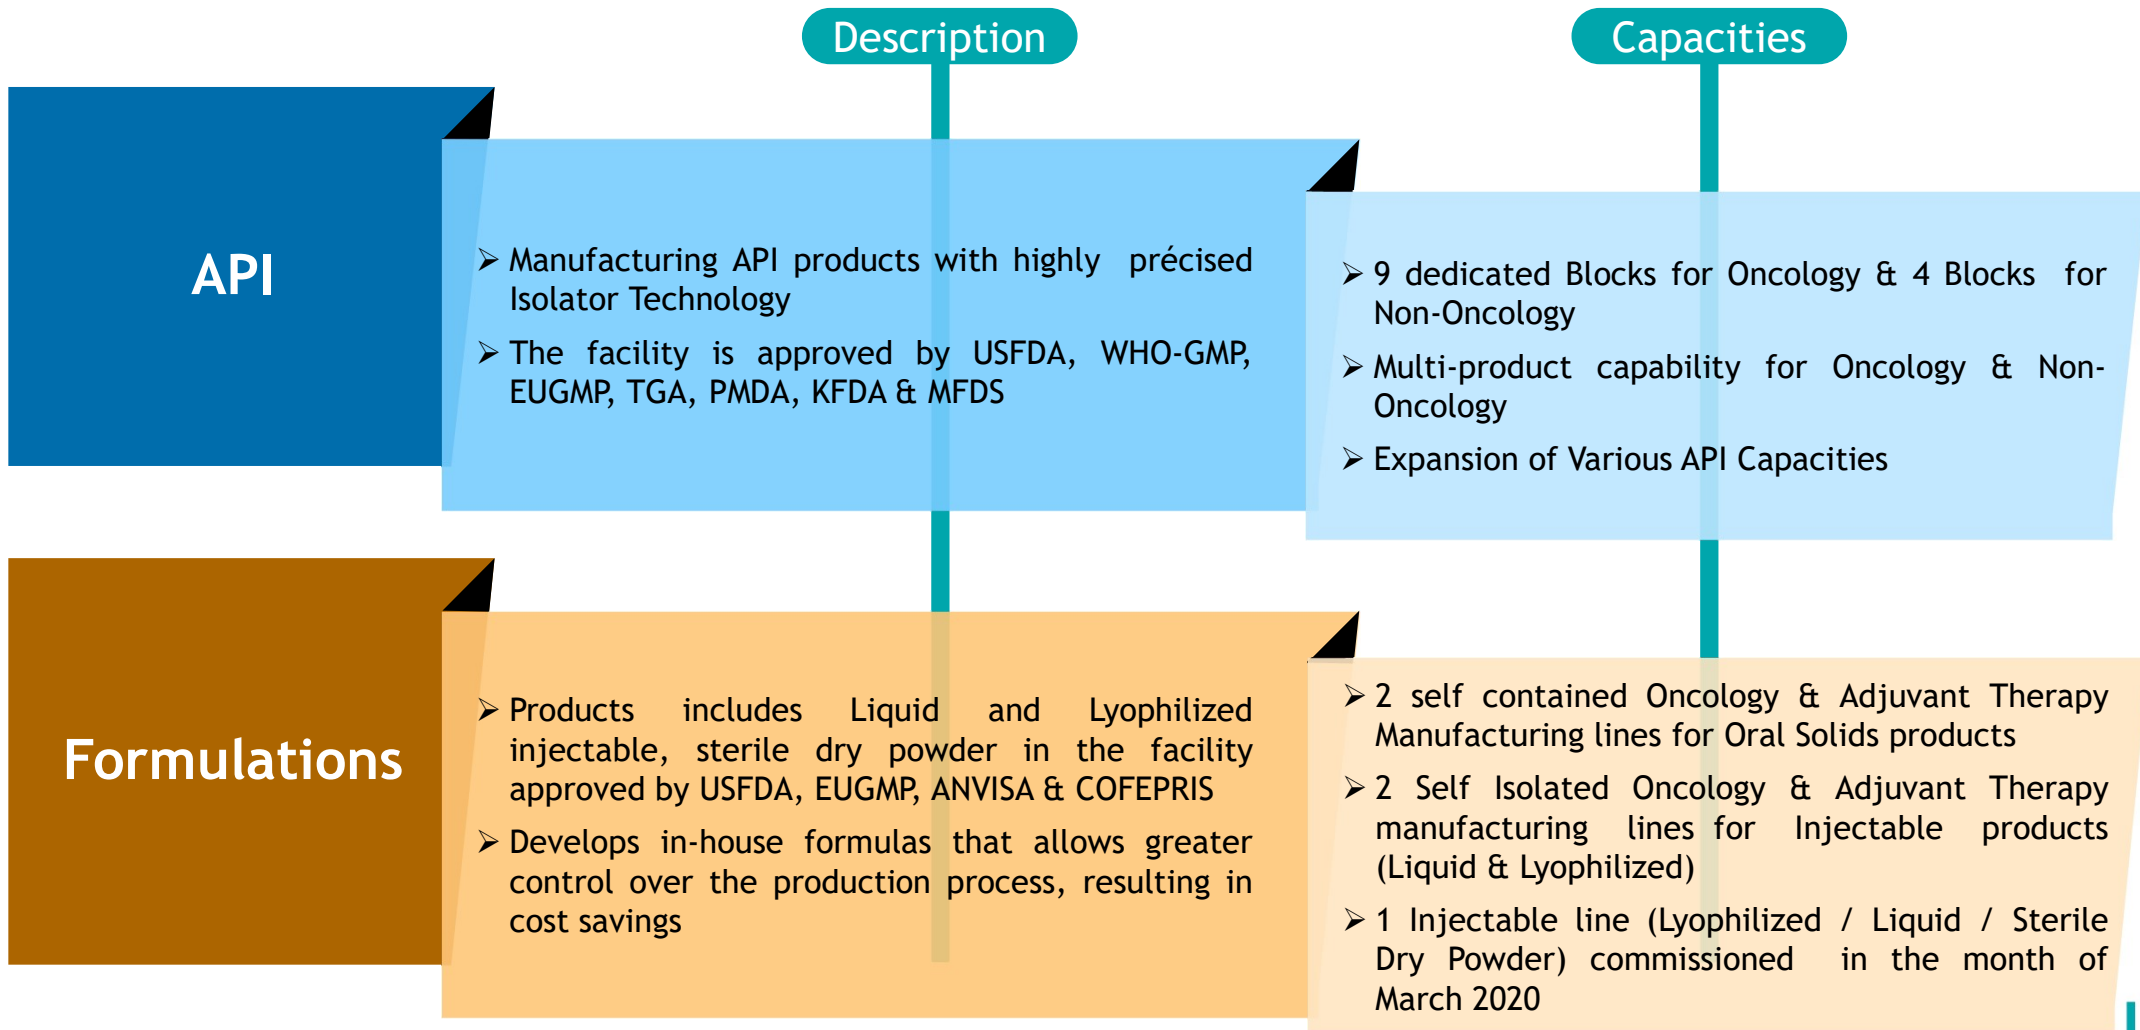 Description
Capacities
API
➢ Manufacturing API products with highly précised
Isolator Technology
➢ The facility is approved by USFDA, WHO-GMP,
EUGMP, TGA, PMDA, KFDA & MFDS
➢ 9 dedicated Blocks for Oncology & 4 Blocks for
Non-Oncology
➢ Multi-product capability for Oncology & Non-
Oncology
➢ Expansion of Various API Capacities
Formulations
➢ Products includes Liquid and Lyophilized
injectable, sterile dry powder in the facility
approved by USFDA, EUGMP, ANVISA & COFEPRIS
➢ Develops in-house formulas that allows greater
control over the production process, resulting in
cost savings
➢ 2 self contained Oncology & Adjuvant Therapy
Manufacturing lines for Oral Solids products
➢ 2 Self Isolated Oncology & Adjuvant Therapy
manufacturing lines for Injectable products
(Liquid & Lyophilized)
➢ 1 Injectable line (Lyophilized / Liquid / Sterile
Dry Powder) commissioned in the month of
March 2020